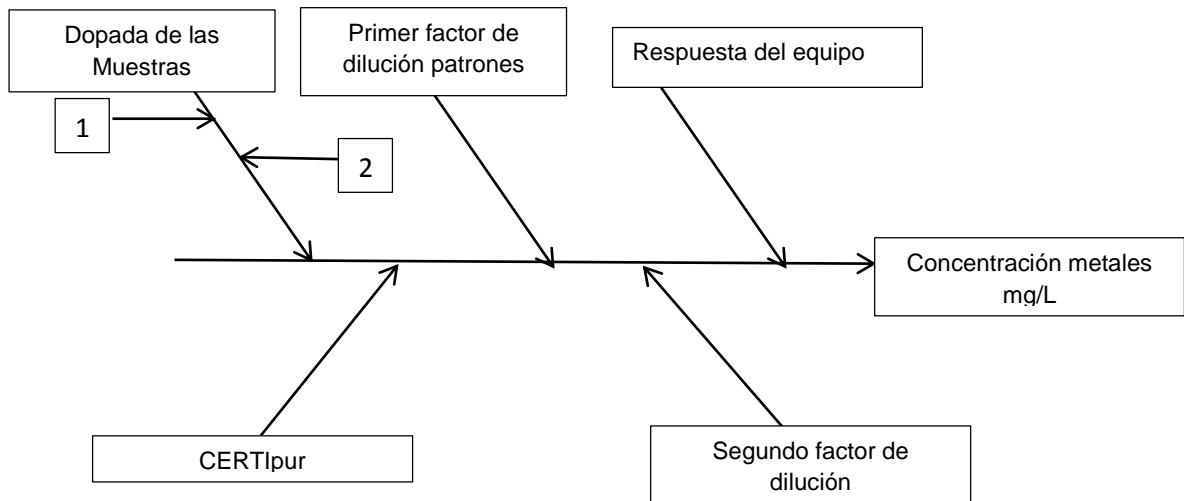 Dopada de las
Muestras
Primer factor de
dilución patrones
Respuesta del equipo
1
2
Concentración metales
mg/L
CERTIpur
Segundo factor de
dilución